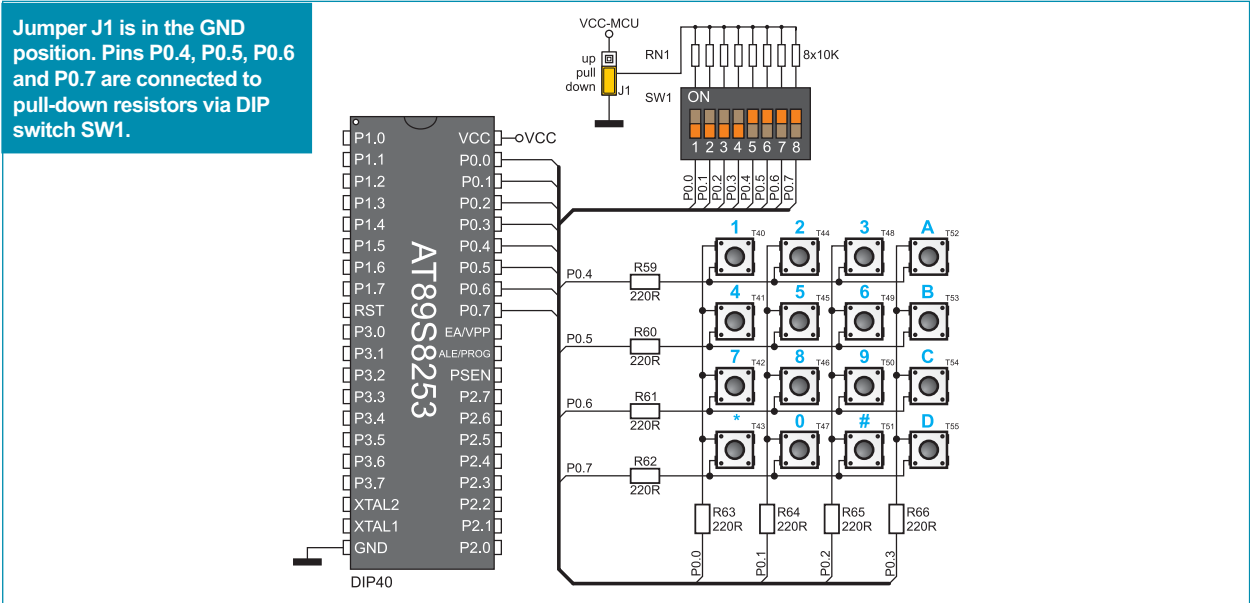 Jumper J1 is in the GND
position. Pins P0.4, P0.5, P0.6
and P0.7 are connected to
pull-down resistors via DIP
switch SW1.
VCC-MCU
up
pull
down
J1
RN1
8x10K
SW1
ON
1 2 3 4 5 6 7 8
P0.0
P0.1
P0.2
P0.3
P0.4
P0.5
P0.6
P0.7
P1.0
P1.1
P1.2
P1.3
P1.4
P1.5
P1.6
P1.7
RST
P3.0
P3.1
P3.2
P3.3
P3.4
P3.5
P3.6
P3.7
XTAL2
XTAL1
GND
AT89S8253
VCC
VCC
P0.0
P0.1
P0.2
P0.3
P0.4
P0.5
P0.6
P0.7
EA/VPP
ALE/PROG
PSEN
P2.7
P2.6
P2.5
P2.4
P2.3
P2.2
P2.1
P2.0
DIP40
1 T40 2 T44 3 T48 A T52
P0.4 R59
220R
4 T41 5 T45 6 T49 B T53
P0.5 R60
220R
7 T42 8 T46 9 T50 C T54
P0.6 R61
220R
* T43 0 T47 # T51 D T55
P0.7 R62
220R
R63 R64 R65 R66
220R 220R 220R 220R
P0.0 P0.1 P0.2 P0.3